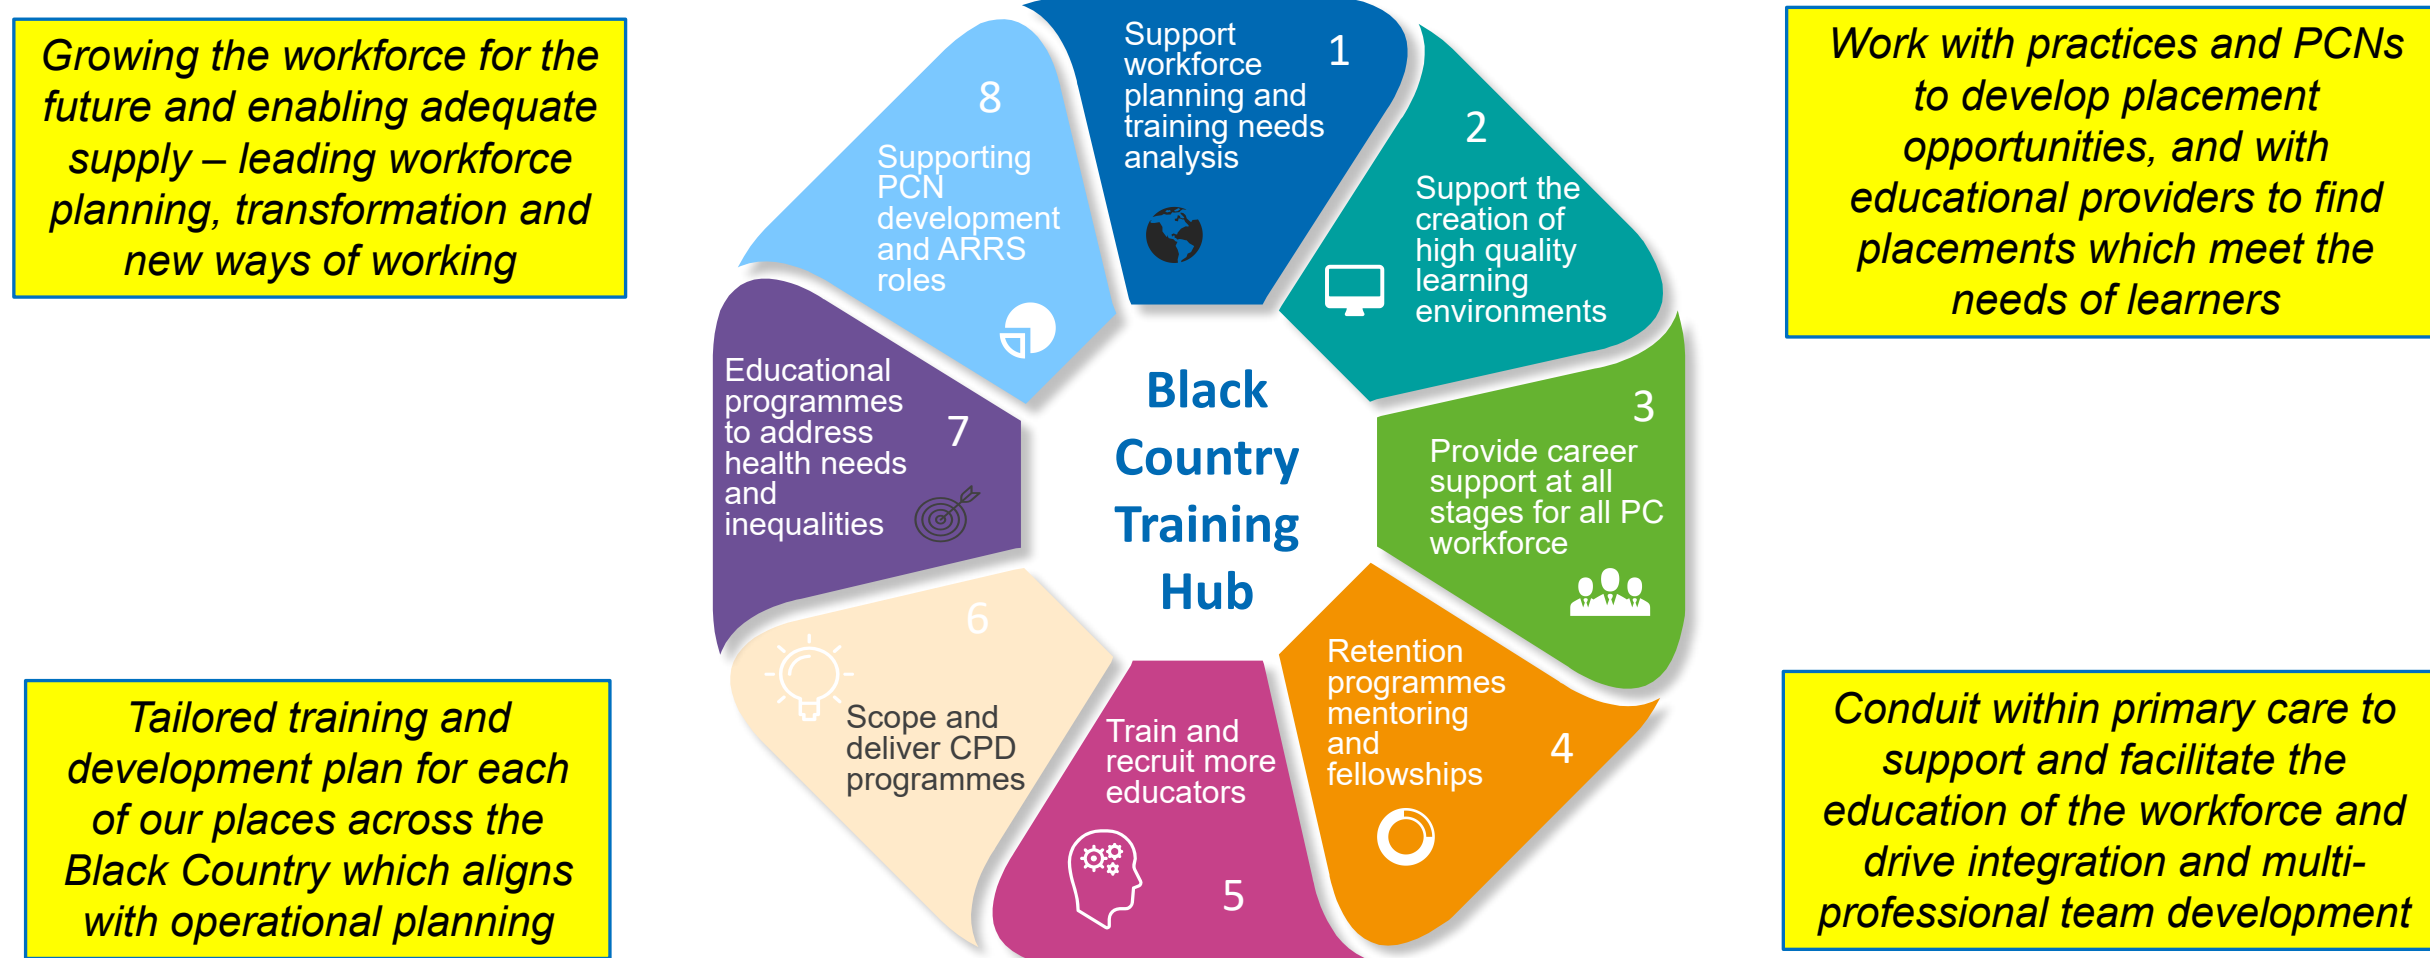 Growing the workforce for the
future and enabling adequate
supply – leading workforce
planning, transformation and
new ways of working
Work with practices and PCNs
to develop placement
opportunities, and with
educational providers to find
placements which meet the
needs of learners
Tailored training and
development plan for each
of our places across the
Black Country which aligns
with operational planning
Conduit within primary care to
support and facilitate the
education of the workforce and
drive integration and multi-
professional team development
Black
Country
Training
Hub
1
Support
workforce
planning and
training needs
analysis
2
Support the
creation of
high quality
learning
environments
3
Provide career
support at all
stages for all PC
workforce
4
Retention
programmes
mentoring
and
fellowships
5
Train and
recruit more
educators
6
Scope and
deliver CPD
programmes
7
Educational
programmes
to address
health needs
and
inequalities
8
Supporting
PCN
development
and ARRS
roles